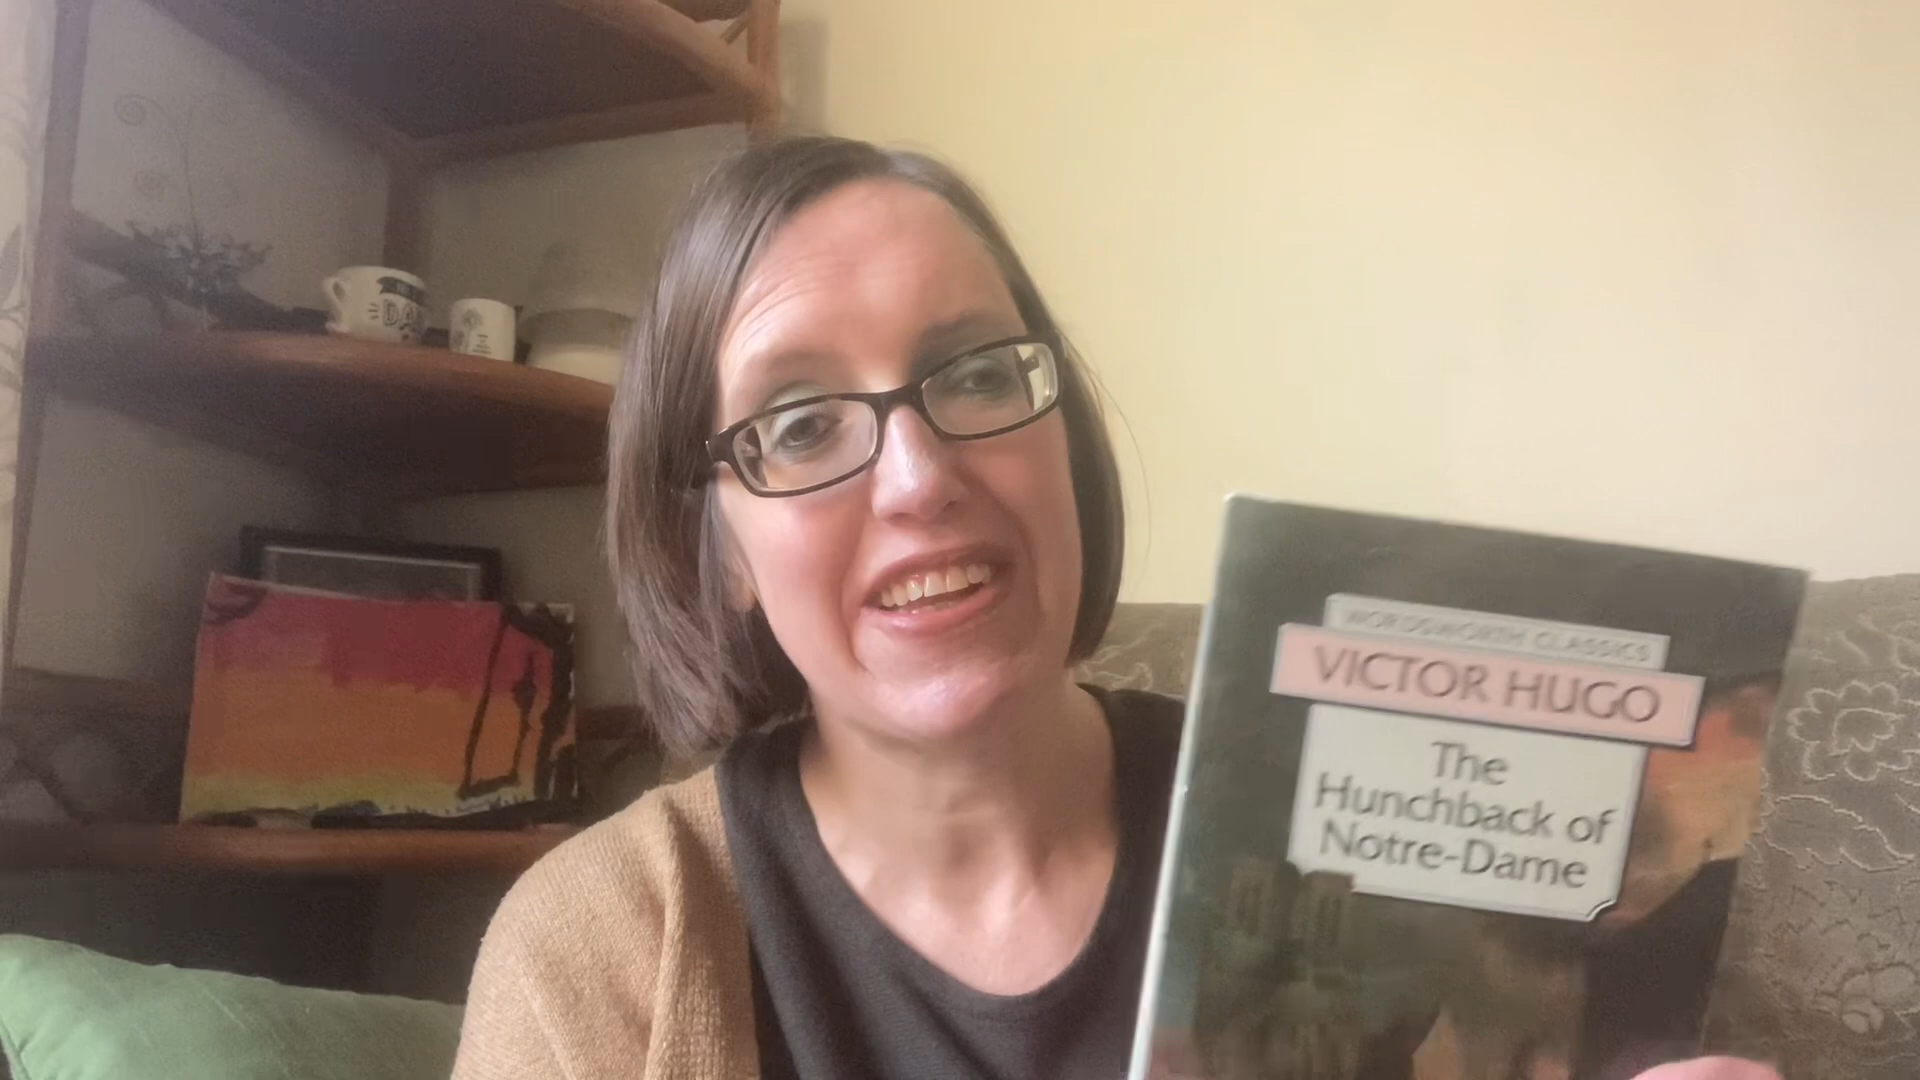 WORDSWORTH CLASSICS
VICTOR HUGO
The
Hunchback of
Notre-Dame